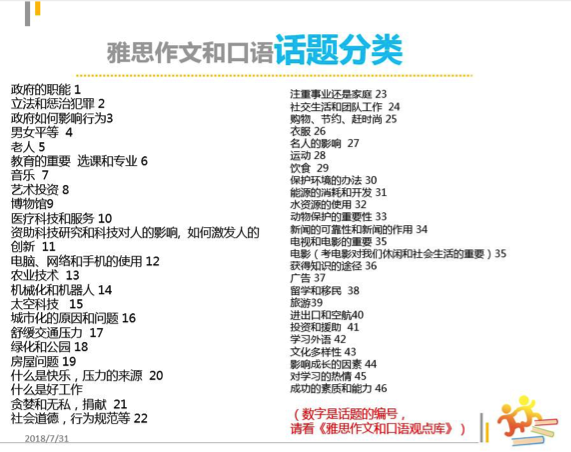 雅思作文和口语话题分类
政府的职能 1
立法和惩治犯罪 2
政府如何影响行为3
男女平等  4
老人 5
教育的重要  选课和专业 6
音乐  7
艺术投资 8
博物馆9
医疗科技和服务 10
资助科技研究和科技对人的影响, 如何激发人的
创新  11
电脑、网络和手机的使用 12
农业技术  13
机械化和机器人 14
太空科技   15
城市化的原因和问题 16
舒缓交通压力  17
绿化和公园 18
房屋问题 19
什么是快乐，压力的来源  20
什么是好工作
贪婪和无私，捐献  21
社会道德，行为规范等 22
注重事业还是家庭 23
社交生活和团队工作  24
购物、节约、赶时尚 25
衣服 26
名人的影响  27
运动 28
饮食  29
保护环境的办法 30
能源的消耗和开发 31
水资源的使用 32
动物保护的重要性 33
新闻的可靠性和新闻的作用 34
电视和电影的重要 35
电影（考电影对我们休闲和社会生活的重要）35
获得知识的途径 36
广告 37
留学和移民  38
旅游39
进出口和空航40
投资和援助  41
学习外语 42
文化多样性 43
影响成长的因素 44
对学习的热情 45
成功的素质和能力 46
（数字是话题的编号，
请看《雅思作文和口语观点库》）
2018/7/31